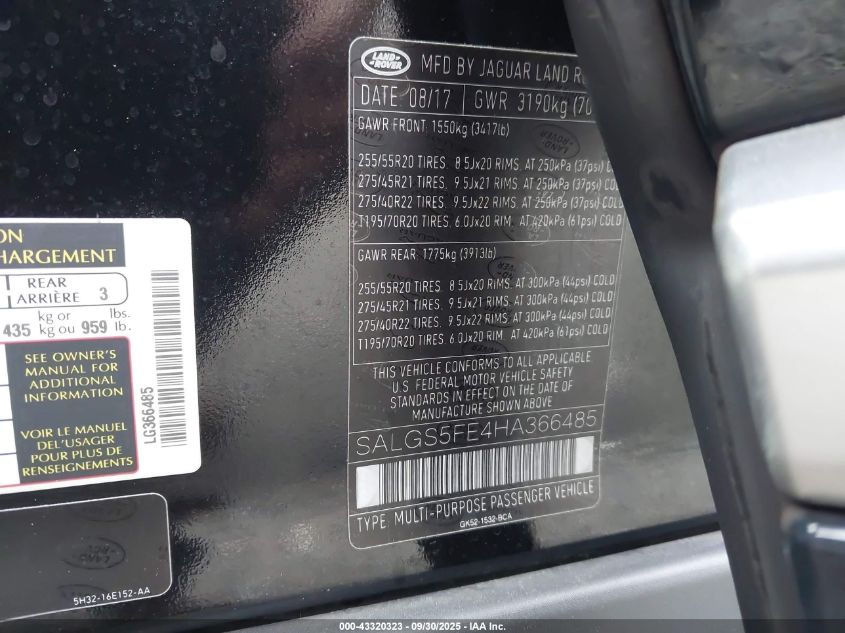 LAND
ROVER
MFD BY JAGUAR LAND
DATE: 08/17 GWR 3190kg
GAWR FRONT: 1550kg (3417lb)
255/55R20 TIRES. 8.5Jx20 RIMS. AT 250kPa (37psi)
275/45R21 TIRES. 9.5Jx21 RIMS. AT 250kPa (37psi) COLD
275/40R22 TIRES. 9.5Jx22 RIMS. AT 250kPa (37psi) COLD
T195/70R20 TIRES. 6.0Jx20 RIM. AT 420kPa (61psi) COLD
GAWR REAR: 1775kg (3913lb)
255/55R20 TIRES. 8.5Jx20 RIMS. AT 300kPa (44psi) COLD
275/45R21 TIRES. 9.5Jx21 RIMS. AT 300kPa (44psi) COLD
275/40R22 TIRES. 9.5Jx22 RIMS. AT 300kPa (44psi) COLD
T195/70R20 TIRES. 6.0Jx20 RIM. AT 420kPa (61psi) COLD
THIS VEHICLE CONFORMS TO ALL APPLICABLE
U.S. FEDERAL MOTOR VEHICLE SAFETY
STANDARDS IN EFFECT ON THE DATE OF
MANUFACTURE SHOWN ABOVE
SALGS5FE4HA366485
TYPE: MULTI-PURPOSE PASSENGER VEHICLE
GK52-1532-BCA
ON
HARGEMENT
REAR
ARRIÈRE 3
435 kg or
kg ou 959 lbs.
lb.
SEE OWNER'S
MANUAL FOR
ADDITIONAL
INFORMATION
VOIR LE MANUEL
DE L'USAGER
POUR PLUS DE
RENSEIGNEMENTS
LG366485
5H32-16E152-AA
000-43320323 - 09/30/2025 - IAA Inc.